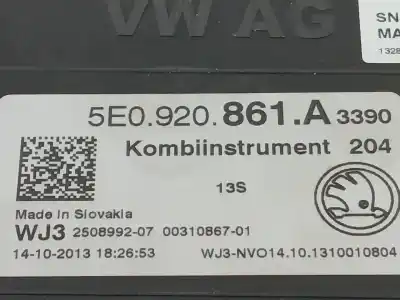 VW AG
SN
MA
1328
5E0.920.861.A 3390
Kombiinstrument 204
13S
Made in Slovakia
WJ3 2508992-07 00310867-01
14-10-2013 18:26:53 WJ3-NVO14.10.1310010804